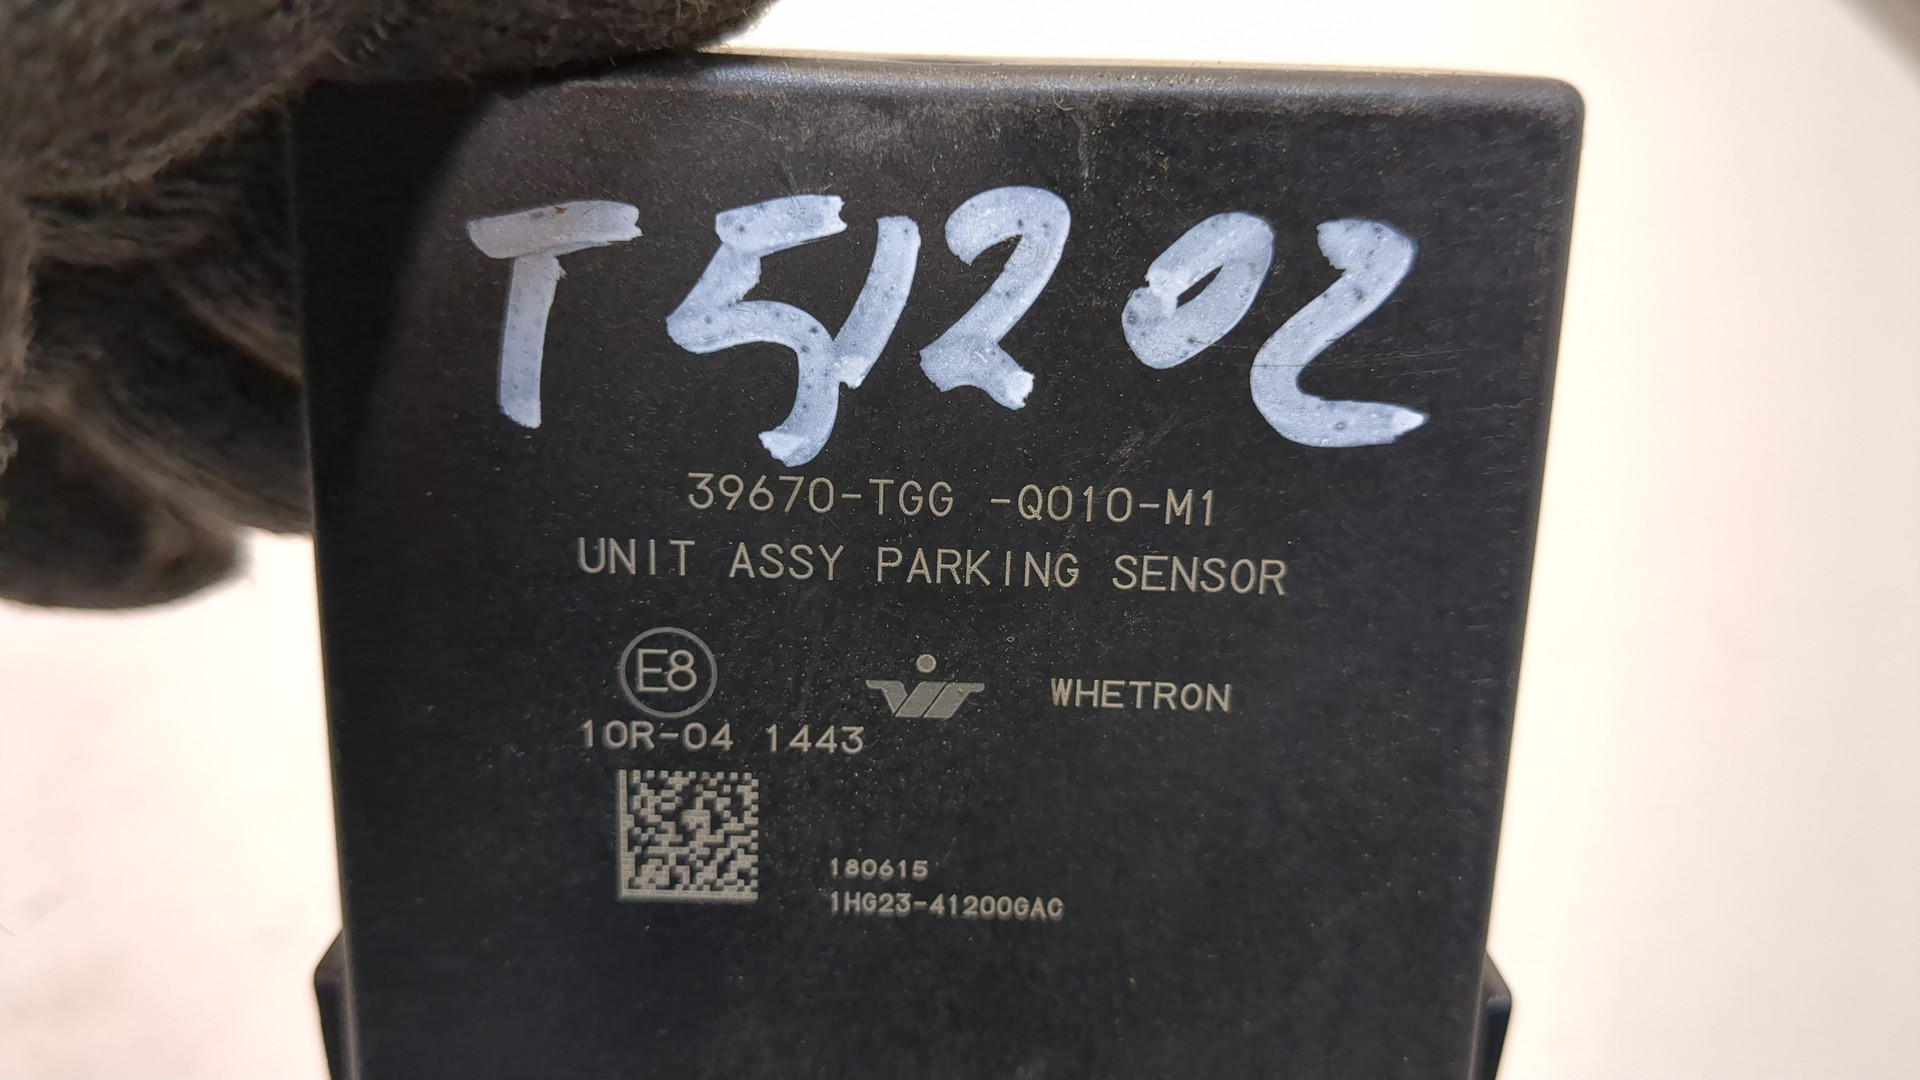 T51202
39670-TGG -Q010-M1
UNIT ASSY PARKING SENSOR
E8
WHETRON
10R-04 1443
180615
1HG23-41200GAC